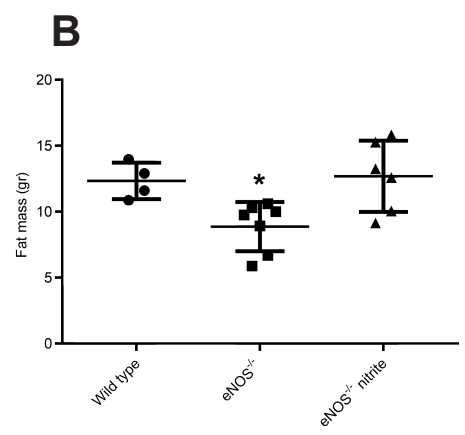 B
20
15
10
5
0
Fat mass (gr)
*
Wild type
eNOS-/-
eNOS-/- nitrite